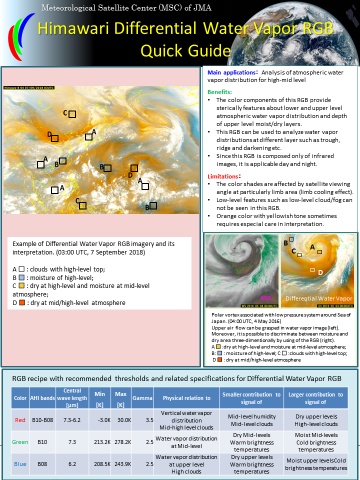 Meteorological Satellite Center (MSC) of JMA
Himawari Differential Water Vapor RGB
Quick Guide
Main applications: Analysis of atmospheric water
vapor distribution for high-mid level
Benefits:
• The color components of this RGB provide
sterically features about lower and upper level
atmospheric water vapor distribution and depth
of upper level moist/dry layers.
• This RGB can be used to analyze water vapor
distributions at different layer such as trough,
ridge and darkening etc.
• Since this RGB is composed only of infrared
images, it is applicable day and night.
Limitations:
• The color shades are affected by satellite viewing
angle at particularly limb area (limb cooling effect).
• Low-level features such as low-level cloud/fog can
not be seen in this RGB.
• Orange color with yellowish tone sometimes
requires especial care in interpretation.
C
D
A
A
B
B
D
A
A
C
B
Example of Differential Water Vapor RGB imagery and its
interpretation. (03:00 UTC, 7 September 2018)
A : clouds with high-level top;
B : moisture of high-level;
C : dry at high-level and moisture at mid-level
atmosphere;
D : dry at mid/high-level atmosphere
B
C
A
D
Differential Water Vapor
Polar vortex associated with low pressure system around Sea of
Japan. (04:00 UTC, 4 May 2016)
Upper air flow can be grasped in water vapor image (left).
Moreover, it is possible to discriminate between moisture and
dry areas three-dimensionally by using of the RGB (right).
A : dry at high-level and moisture at mid-level atmosphere;
B : moisture of high-level; C : clouds with high-level top;
D : dry at mid/high-level atmosphere
RGB recipe with recommended thresholds and related specifications for Differential Water Vapor RGB
Color AHI bands Central wave length [μm] Min [K] Max [K] Gamma Physical relation to Smaller contribution to signal of Larger contribution to signal of
Red B10-B08 7.3-6.2 -3.0K 30.0K 3.5 Vertical water vapor distribution Mid-high level clouds Mid-level humidity Mid-level clouds Dry upper levels High-level clouds
Green B10 7.3 213.2K 278.2K 2.5 Water vapor distribution at Mid-level Dry Mid-levels Warm brightness temperatures Moist Mid-levels Cold brightness temperatures
Blue B08 6.2 208.5K 243.9K 2.5 Water vapor distribution at upper level High clouds Dry upper levels Warm brightness temperatures Moist upper levels Cold brightness temperatures